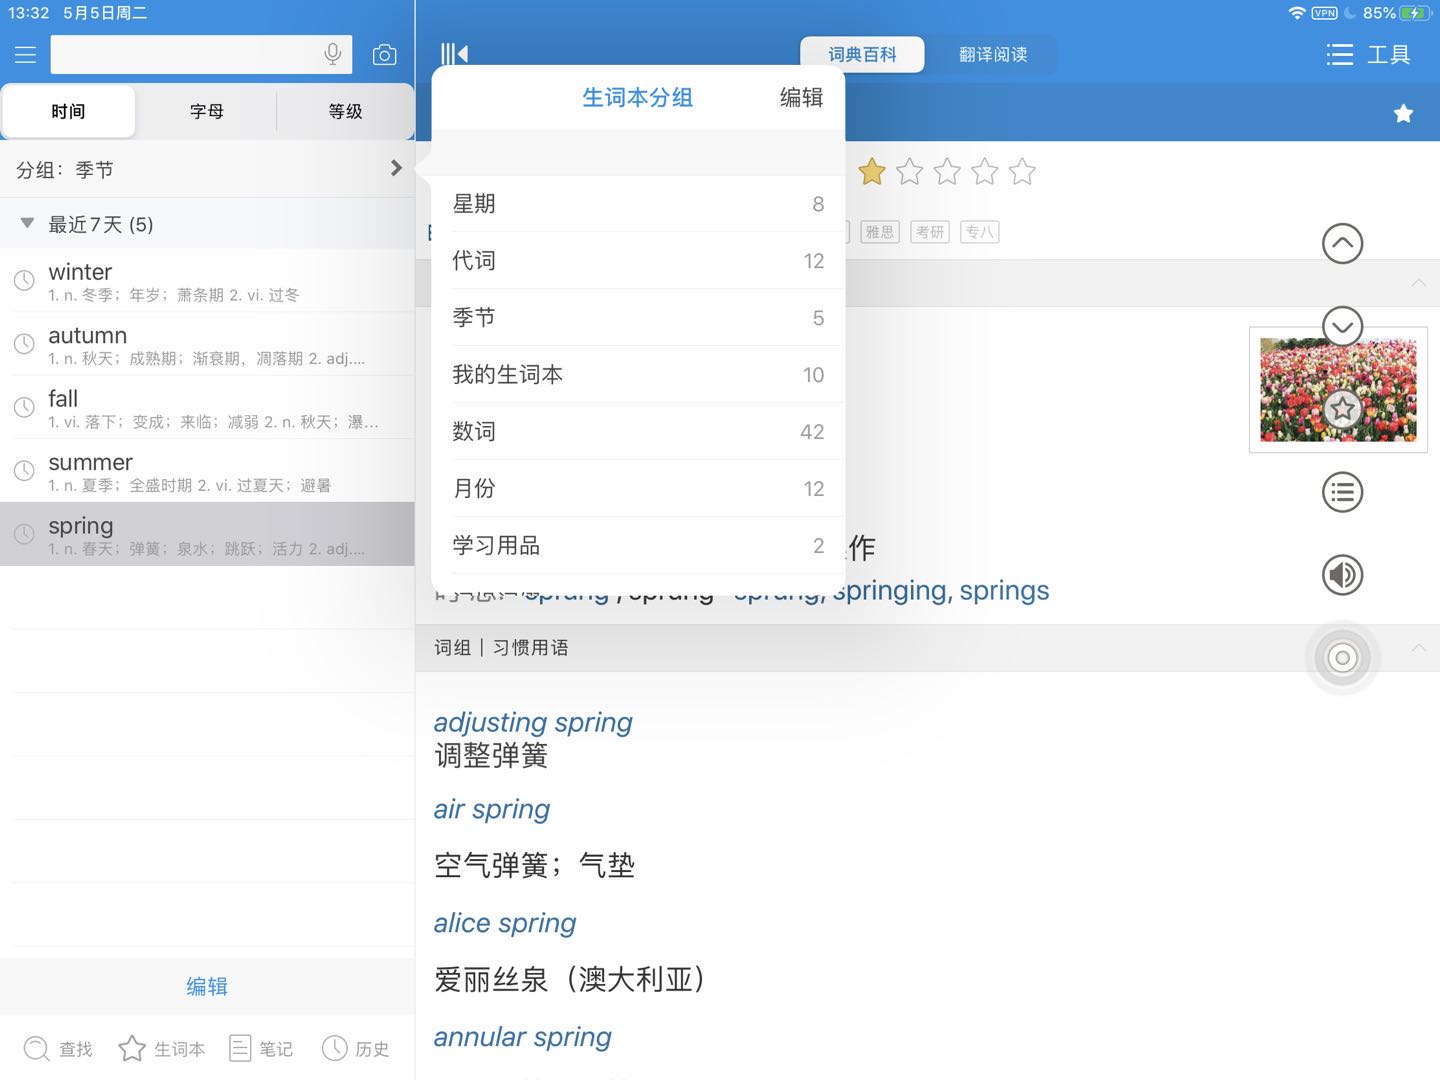 13:32 5月5日周二
VPN 85%
词典百科 翻译阅读 工具
时间 字母 等级
分组：季节
最近7天 (5)
winter
1. n. 冬季；年岁；萧条期 2. vi. 过冬
autumn
1. n. 秋天；成熟期；渐衰期，凋落期 2. adj....
fall
1. vi. 落下；变成；来临；减弱 2. n. 秋天；瀑...
summer
1. n. 夏季；全盛时期 2. vi. 过夏天；避暑
spring
1. n. 春天；弹簧；泉水；跳跃；活力 2. adj....
编辑
查找 生词本 笔记 历史
生词本分组 编辑
星期 8
代词 12
季节 5
我的生词本 10
数词 42
月份 12
学习用品 2
雅思 考研 专八
作
sprung, springing, springs
词组 | 习惯用语
adjusting spring
调整弹簧
air spring
空气弹簧；气垫
alice spring
爱丽丝泉（澳大利亚）
annular spring